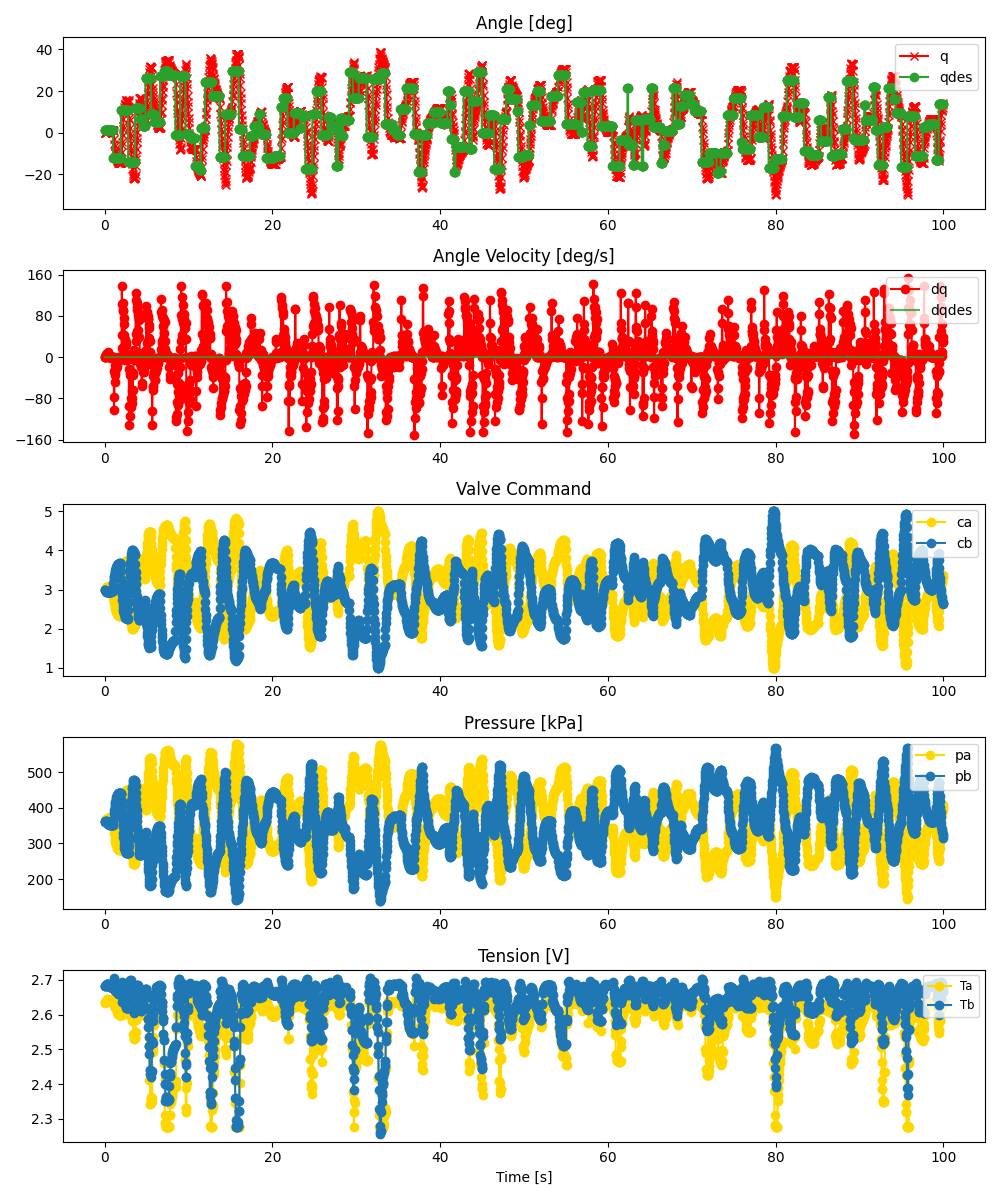 Angle [deg]
40
20
0
−20
q
qdes
0 20 40 60 80 100
Angle Velocity [deg/s]
160
80
0
−80
−160
dq
dqdes
0 20 40 60 80 100
Valve Command
5
4
3
2
1
ca
cb
0 20 40 60 80 100
Pressure [kPa]
500
400
300
200
pa
pb
0 20 40 60 80 100
Tension [V]
2.7
2.6
2.5
2.4
2.3
Ta
Tb
0 20 40 60 80 100
Time [s]